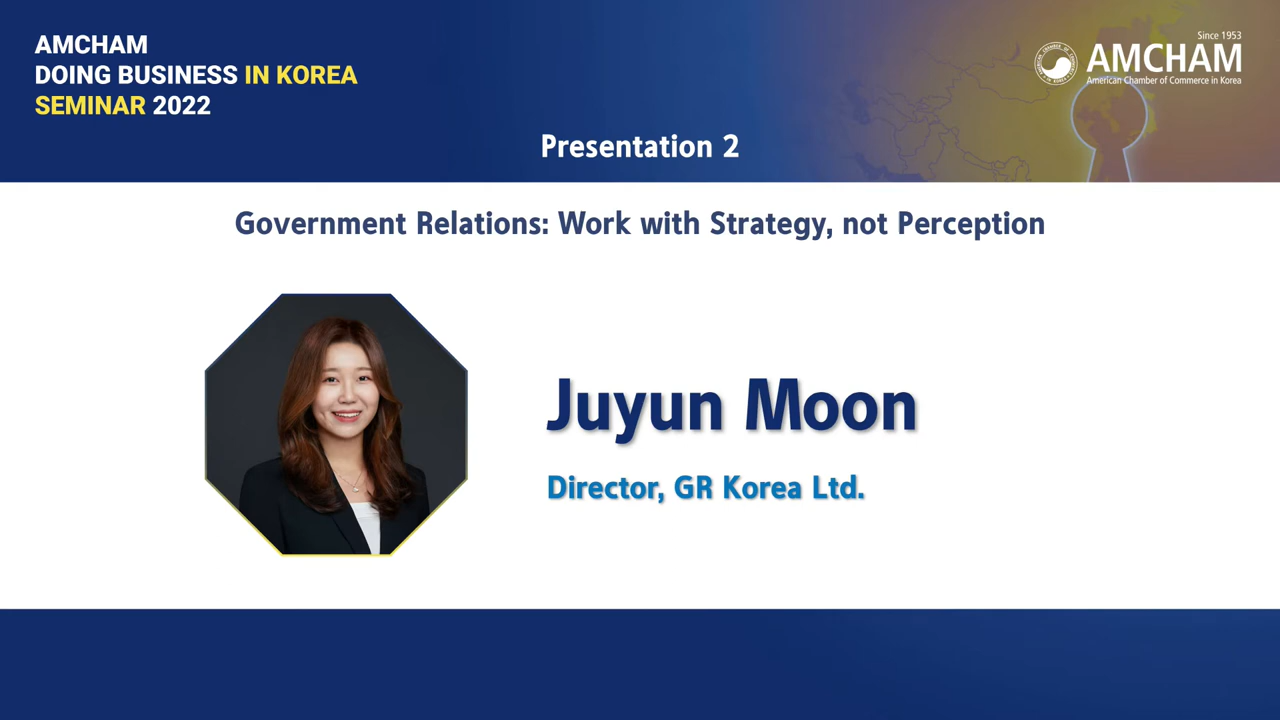 AMCHAM
DOING BUSINESS IN KOREA
SEMINAR 2022
Since 1953
AMCHAM
American Chamber of Commerce in Korea
Presentation 2
Government Relations: Work with Strategy, not Perception
Juyun Moon
Director, GR Korea Ltd.